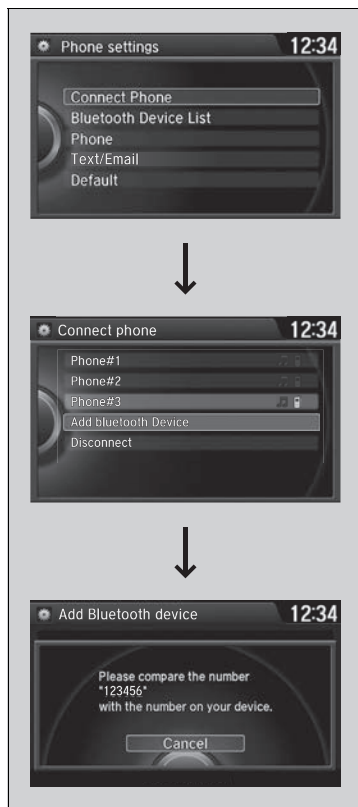 Phone settings
12:34
Connect Phone
Bluetooth Device List
Phone
Text/Email
Default
Connect phone
12:34
Phone#1
Phone#2
Phone#3
Add bluetooth Device
Disconnect
Add Bluetooth device
12:34
Please compare the number
"123456"
with the number on your device.
Cancel